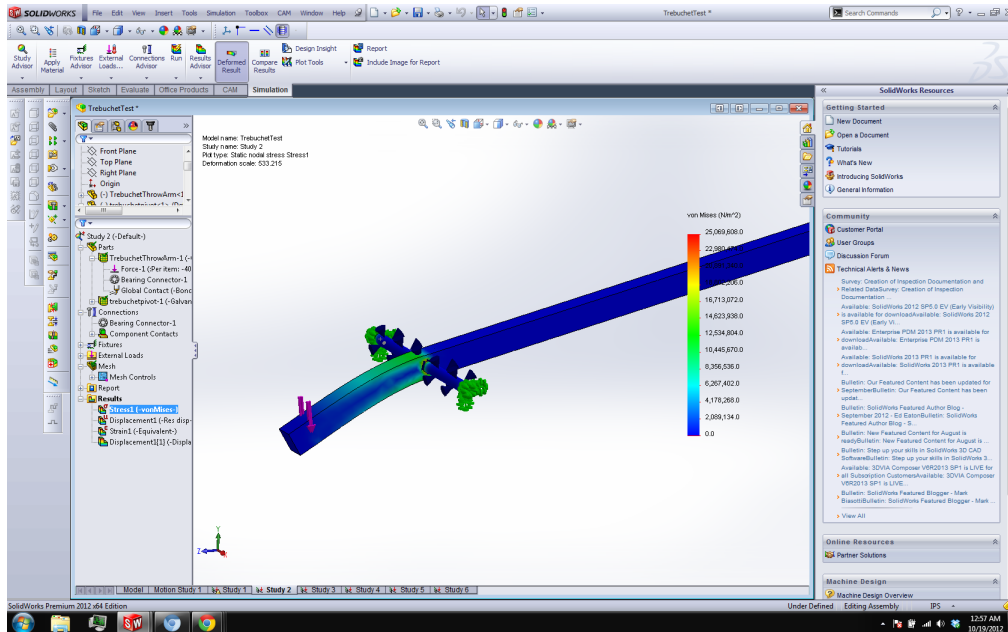 SOLIDWORKS File Edit View Insert Tools Simulation Toolbox CAM Window Help TrebuchetTest * Search Commands
Study Advisor Apply Material Fixtures Advisor External Loads... Connections Advisor Run Results Advisor Deformed Result Compare Results Design Insight Plot Tools Report Include Image for Report
Assembly Layout Sketch Evaluate Office Products CAM Simulation
TrebuchetTest *
Front Plane
Top Plane
Right Plane
Origin
(-) TrebuchetThrowArm<1
Study 2 (-Default-)
Parts
TrebuchetThrowArm-1 (-
Force-1 (:Per item: -40
Bearing Connector-1
Global Contact (-Bonc
trebuchetpivot-1 (-Galvan
Connections
Bearing Connector-1
Component Contacts
Fixtures
External Loads
Mesh
Mesh Controls
Report
Results
Stress1 (-vonMises-)
Displacement1 (-Res disp-
Strain1 (-Equivalent-)
Displacement1[1] (-Displa
Model name: TrebuchetTest
Study name: Study 2
Plot type: Static nodal stress Stress1
Deformation scale: 533.215
von Mises (N/m^2)
25,069,608.0
16,713,072.0
14,623,938.0
12,534,804.0
10,445,670.0
8,356,536.0
6,267,402.0
4,178,268.0
2,089,134.0
0.0
Y
Z
Model Motion Study 1 Study 1 Study 2 Study 3 Study 4 Study 5 Study 6
SolidWorks Resources
Getting Started
New Document
Open a Document
Tutorials
What's New
Introducing SolidWorks
General Information
Community
Customer Portal
User Groups
Discussion Forum
Technical Alerts & News
Survey: Creation of Inspection Documentation and
Related DataSurvey: Creation of Inspection
Documentation ...
Available: SolidWorks 2012 SP5.0 EV (Early Visibility)
is available for downloadAvailable: SolidWorks 2012
SP5.0 EV (Early Vi...
Available: Enterprise PDM 2013 PR1 is available for
downloadAvailable: Enterprise PDM 2013 PR1 is
availab...
Available: SolidWorks 2013 PR1 is available for
downloadAvailable: SolidWorks 2013 PR1 is available
f...
Bulletin: Our Featured Content has been updated for
SeptemberBulletin: Our Featured Content has been
updat...
Bulletin: SolidWorks Featured Author Blog -
September 2012 - Ed EatonBulletin: SolidWorks
Featured Author Blog - S...
Bulletin: New Featured Content for August is
readyBulletin: New Featured Content for August is ...
Bulletin: Step up your skills in SolidWorks 3D CAD
SoftwareBulletin: Step up your skills in SolidWorks 3...
Available: 3DVIA Composer V6R2013 SP1 is LIVE for
all Subscription CustomersAvailable: 3DVIA Composer
V6R2013 SP1 is LIVE...
Bulletin: SolidWorks Featured Blogger - Mark
BiasottiBulletin: SolidWorks Featured Blogger - Mark ...
View All
Online Resources
Partner Solutions
Machine Design
Machine Design Overview
SolidWorks Premium 2012 x64 Edition Under Defined Editing Assembly IPS
12:57 AM
10/19/2012